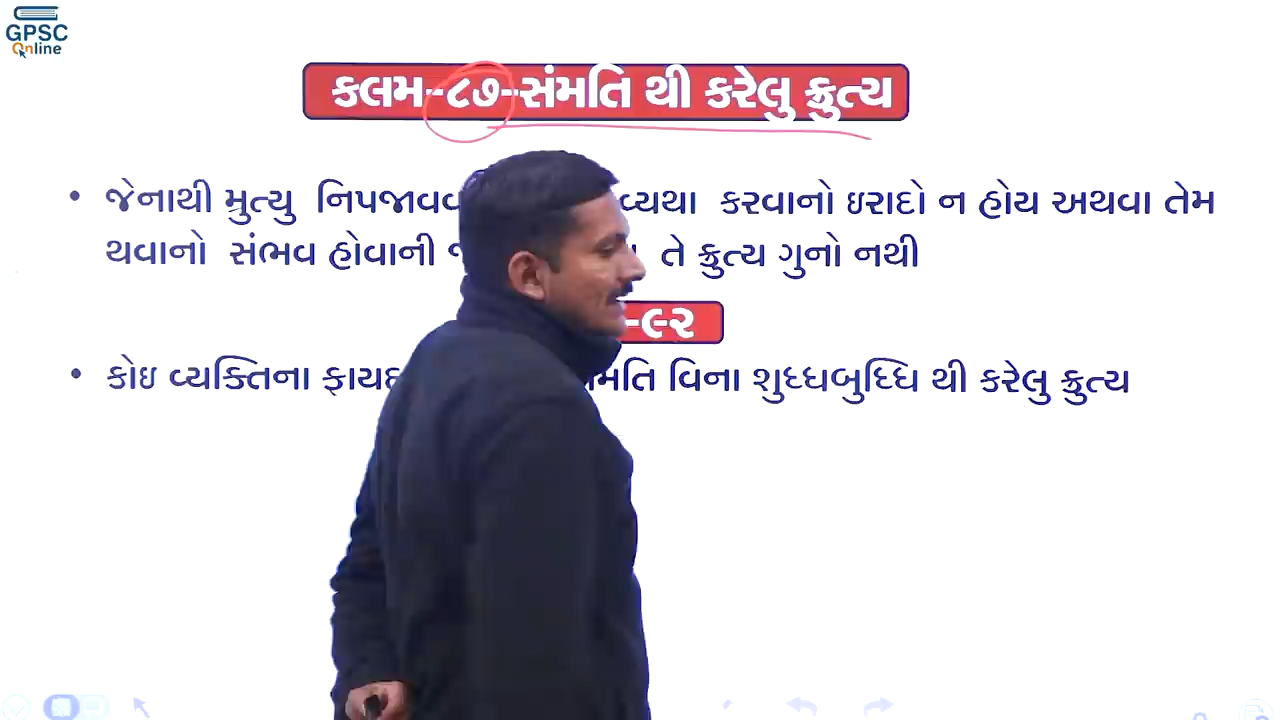 GPSC
Online
કલમ-૮૭-સંમતિ થી કરેલુ ક્રુત્ય
• જેનાથી મ્રુત્યુ નિપજાવવ વ્યથા કરવાનો ઇરાદો ન હોય અથવા તેમ
થવાનો સંભવ હોવાની તે ક્રુત્ય ગુનો નથી
-૯૨
• કોઇ વ્યક્તિના ફાયદ મતિ વિના શુધ્ધબુધ્ધિ થી કરેલુ ક્રુત્ય